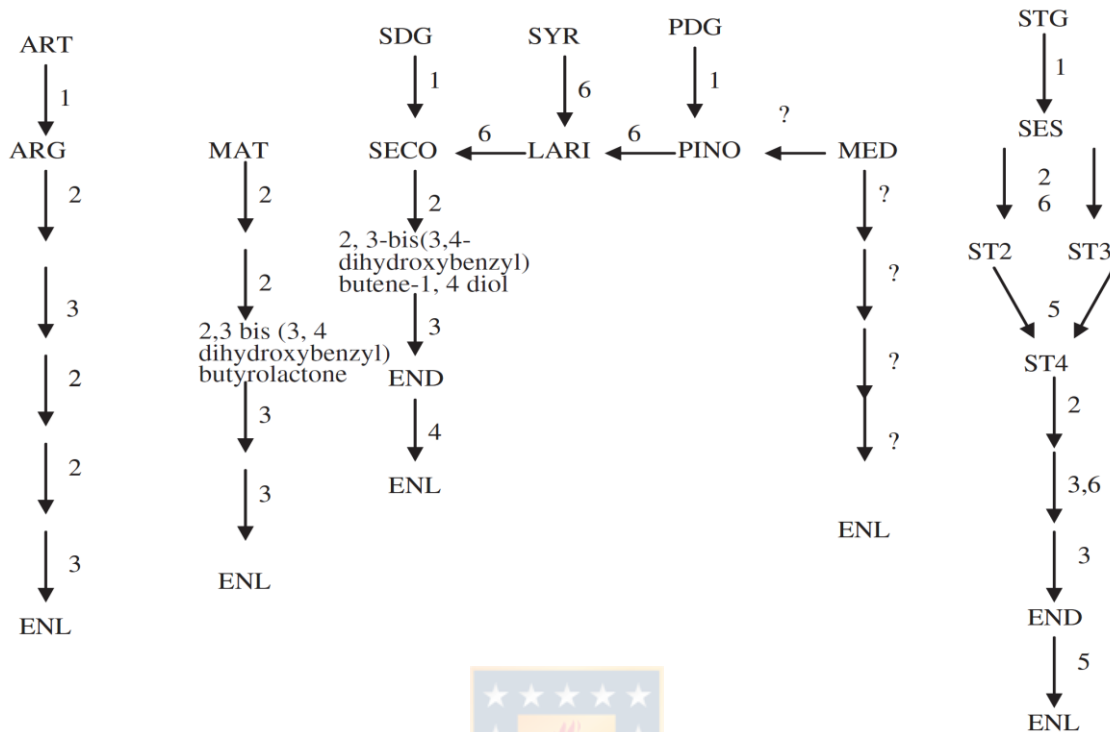 STG
PDG
SDG
SYR
ART
1
1
1
6
1
?
SES
ARG
MAT
SECO
6
LARI
6
PINO
MED
2
2
2
?
2
6
2, 3-bis(3,4-
dihydroxybenzyl)
butene-1, 4 diol
ST2
ST3
2
?
3
5
2,3 bis (3, 4
dihydroxybenzyl)
butyrolactone
3
?
ST4
END
2
2
3
4
?
2
3
3,6
ENL
ENL
3
3
ENL
END
ENL
5
ENL